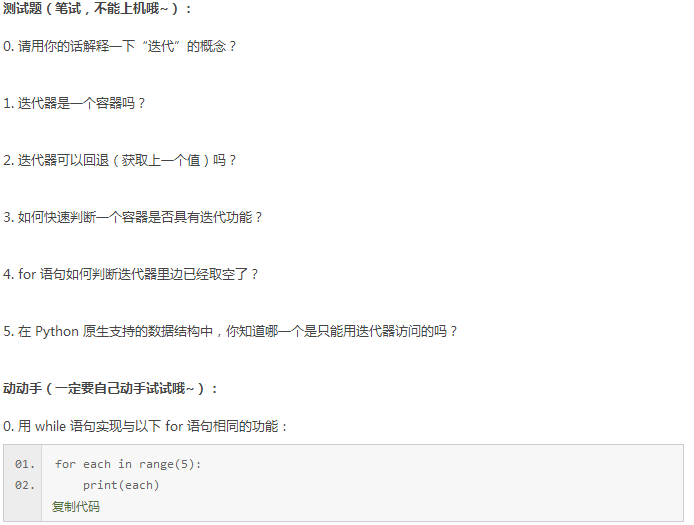 测试题（笔试，不能上机哦~）：
0. 请用你的话解释一下“迭代”的概念？
1. 迭代器是一个容器吗？
2. 迭代器可以回退（获取上一个值）吗？
3. 如何快速判断一个容器是否具有迭代功能？
4. for 语句如何判断迭代器里边已经取空了？
5. 在 Python 原生支持的数据结构中，你知道哪一个是只能用迭代器访问的吗？
动动手（一定要自己动手试试哦~）：
0. 用 while 语句实现与以下 for 语句相同的功能：
01. for each in range(5):
02.     print(each)
复制代码